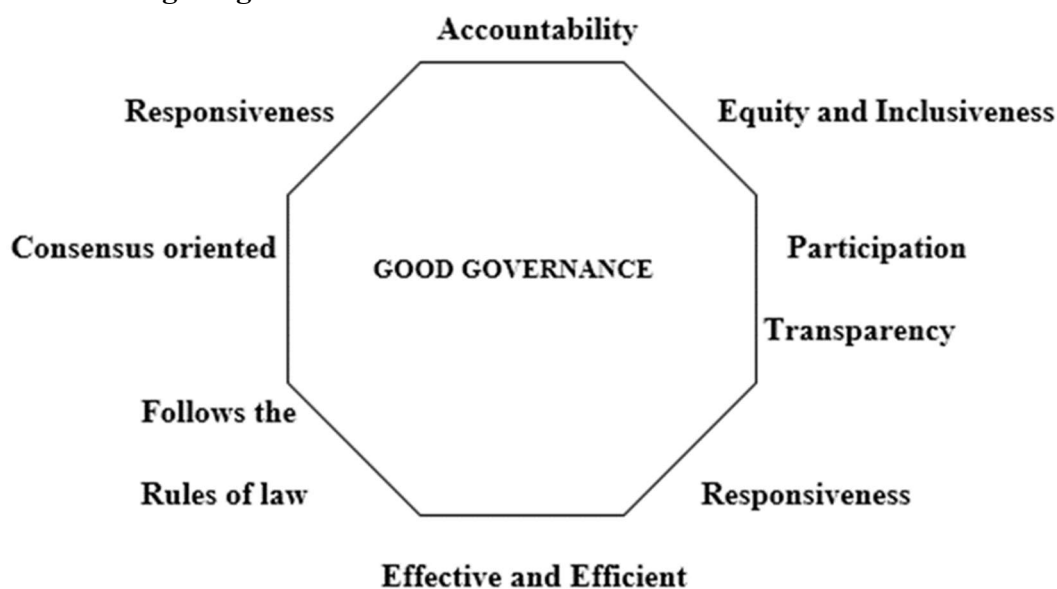 Accountability
Responsiveness
Equity and Inclusiveness
Consensus oriented
Participation
GOOD GOVERNANCE
Transparency
Follows the
Rules of law
Responsiveness
Effective and Efficient